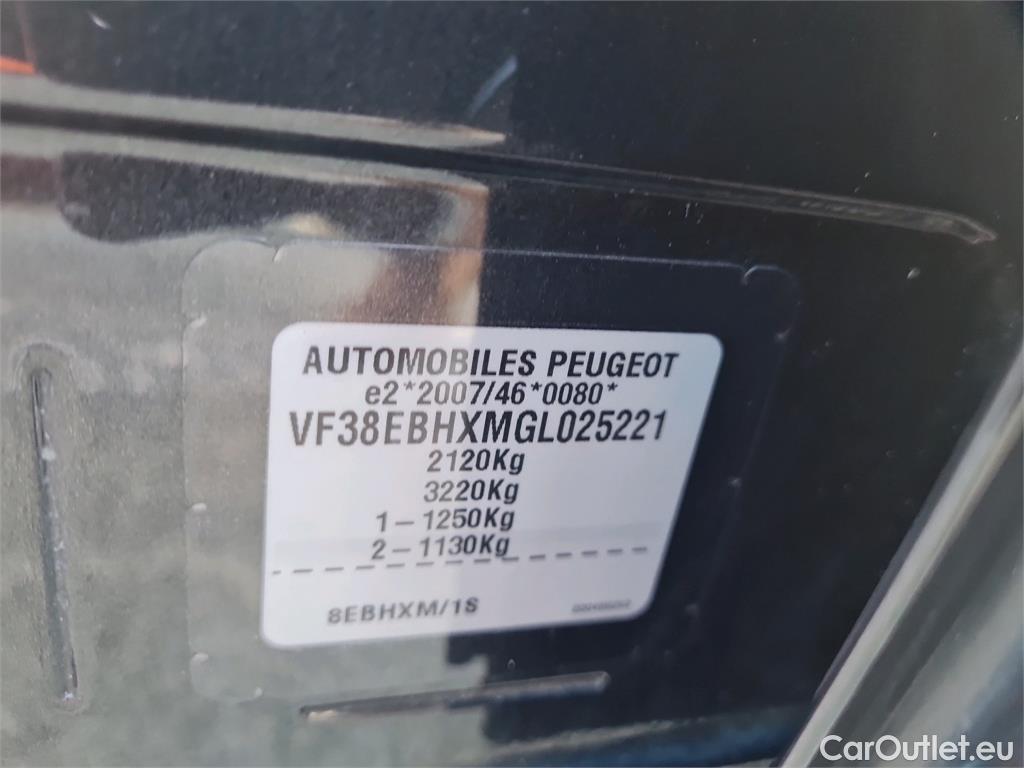 AUTOMOBILES PEUGEOT
e2*2007/46*0080*
VF38EBHXMGL025221
2120Kg
3220Kg
1-1250Kg
2-1130Kg
8EBHXM/1S
CarOutlet.eu